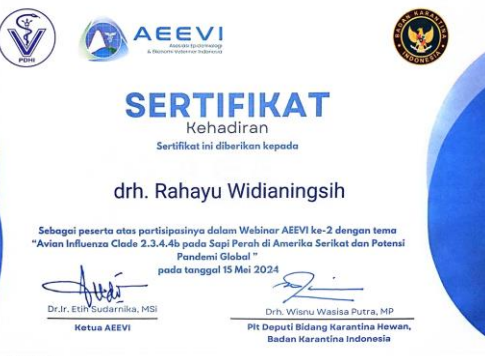 PDHI
AEEVI
Asosiasi Epidemiologi
& Ekonomi Veteriner Indonesia
BADAN KARANTINA
INDONESIA
SERTIFIKAT
Kehadiran
Sertifikat ini diberikan kepada
drh. Rahayu Widianingsih
Sebagai peserta atas partisipasinya dalam Webinar AEEVI ke-2 dengan tema
“Avian Influenza Clade 2.3.4.4b pada Sapi Perah di Amerika Serikat dan Potensi
Pandemi Global ”
pada tanggal 15 Mei 2024
Dr.Ir. Etih Sudarnika, MSi
Ketua AEEVI
Drh. Wisnu Wasisa Putra, MP
Plt Deputi Bidang Karantina Hewan,
Badan Karantina Indonesia